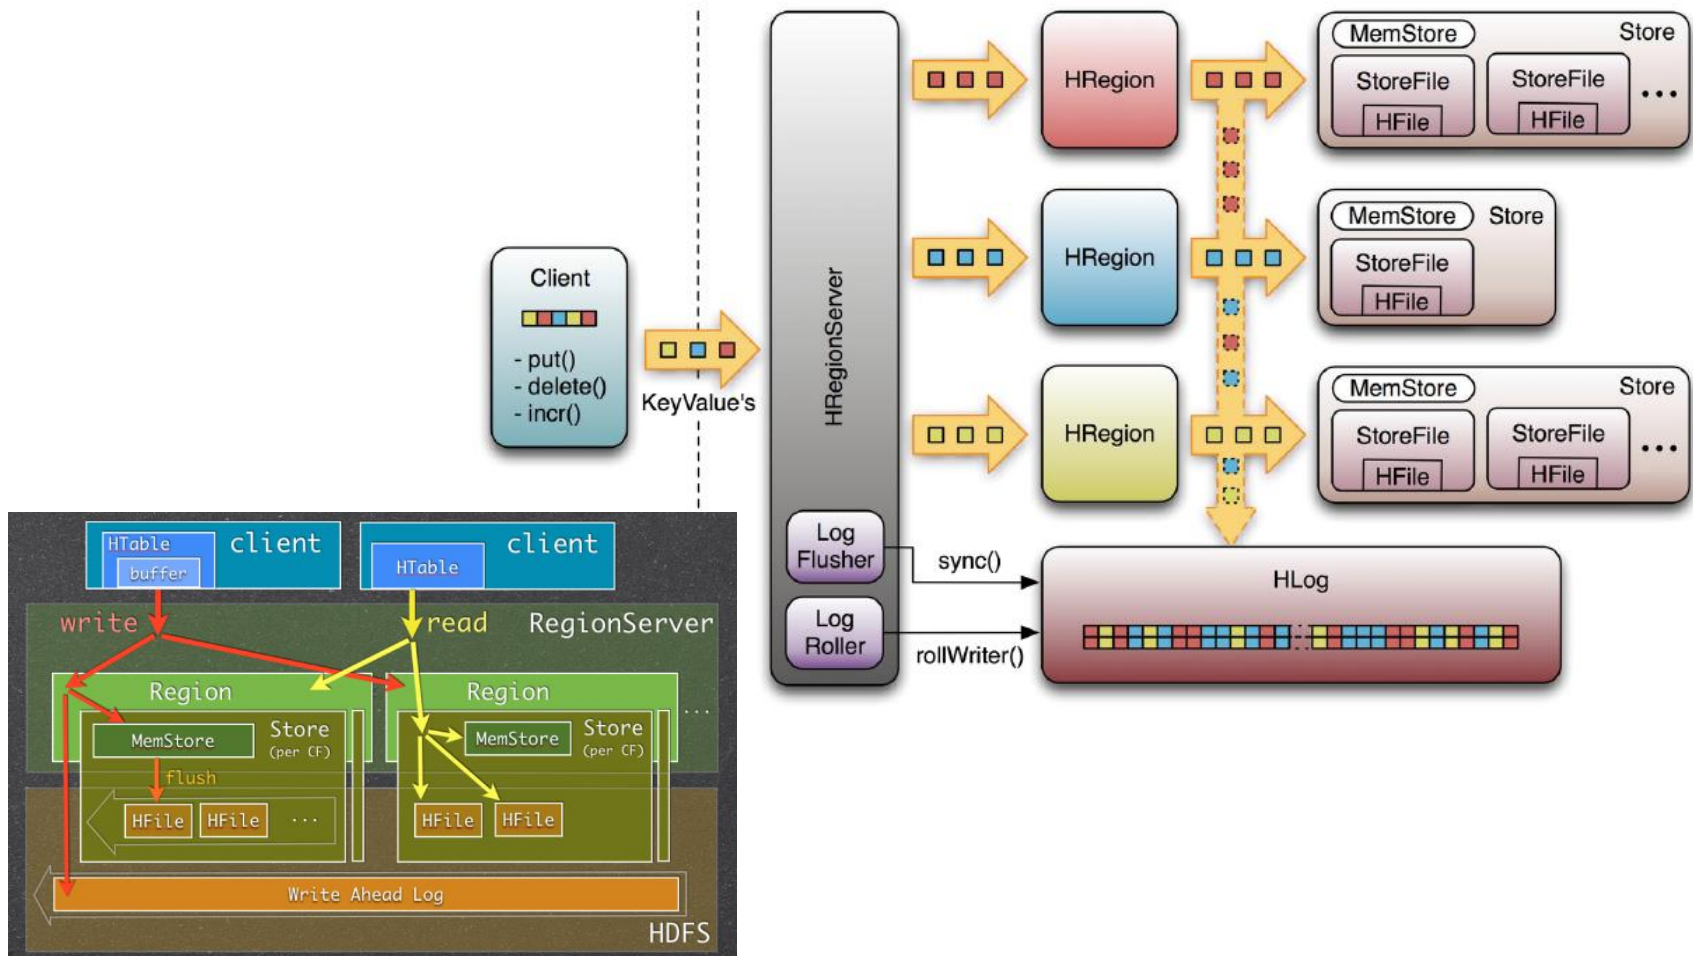 MemStore
Store
StoreFile
StoreFile
...
HFile
HFile
HRegion
MemStore
Store
StoreFile
HFile
HRegion
Client
- put()
- delete()
- incr()
KeyValue's
HRegionServer
MemStore
Store
StoreFile
StoreFile
...
HFile
HFile
HRegion
Log
Flusher
sync()
HLog
Log
Roller
rollWriter()
HTable
client
buffer
HTable
client
write
read
RegionServer
Region
Region
...
MemStore
Store
(per CF)
MemStore
Store
(per CF)
flush
HFile
HFile
...
HFile
HFile
Write Ahead Log
HDFS